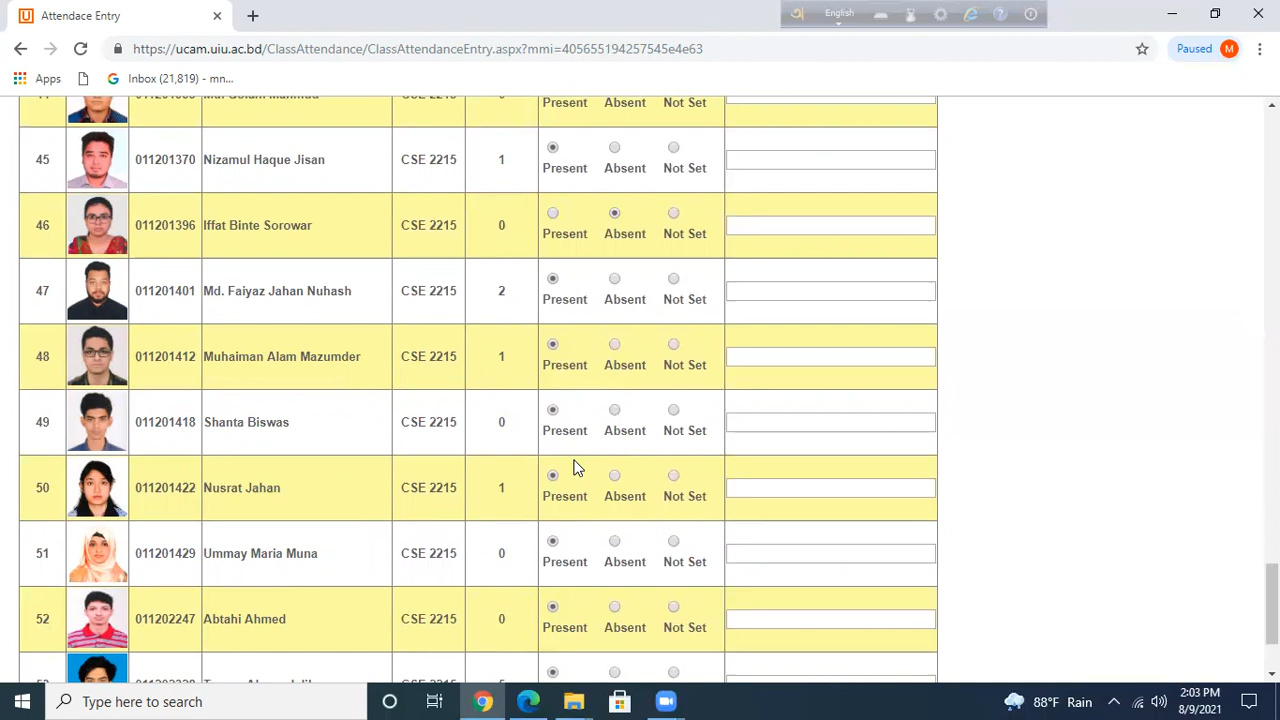 Attendace Entry
English
https://ucam.uiu.ac.bd/ClassAttendance/ClassAttendanceEntry.aspx?mmi=405655194257545e4e63
Paused M
Apps Inbox (21,819) - mn...
Present Absent Not Set
45 011201370 Nizamul Haque Jisan CSE 2215 1 Present Absent Not Set
46 011201396 Iffat Binte Sorowar CSE 2215 0 Present Absent Not Set
47 011201401 Md. Faiyaz Jahan Nuhash CSE 2215 2 Present Absent Not Set
48 011201412 Muhaiman Alam Mazumder CSE 2215 1 Present Absent Not Set
49 011201418 Shanta Biswas CSE 2215 0 Present Absent Not Set
50 011201422 Nusrat Jahan CSE 2215 1 Present Absent Not Set
51 011201429 Ummay Maria Muna CSE 2215 0 Present Absent Not Set
52 011202247 Abtahi Ahmed CSE 2215 0 Present Absent Not Set
Type here to search
88°F Rain
2:03 PM
8/9/2021